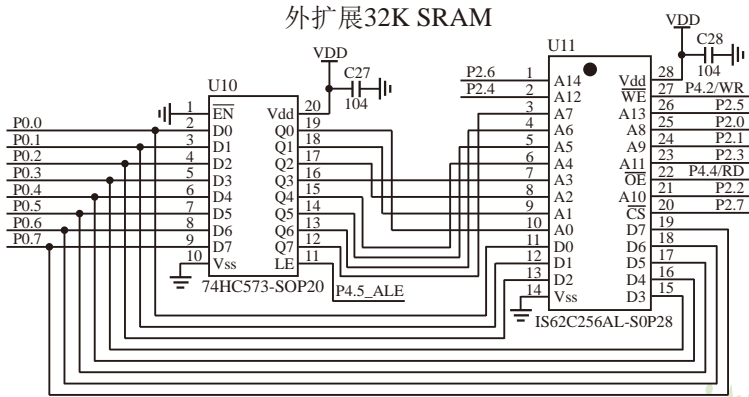 外扩展32K SRAM
U10
VDD
C27
104
1 EN Vdd 20
P0.0 2 D0 Q0 19
P0.1 3 D1 Q1 18
P0.2 4 D2 Q2 17
P0.3 5 D3 Q3 16
P0.4 6 D4 Q4 15
P0.5 7 D5 Q5 14
P0.6 8 D6 Q6 13
P0.7 9 D7 Q7 12
10 Vss LE 11
P4.5_ALE
74HC573-SOP20
U11
VDD
C28
104
P2.6 1 A14 Vdd 28
P2.4 2 A12 WE 27 P4.2/WR
3 A7 A13 26 P2.5
4 A6 A8 25 P2.0
5 A5 A9 24 P2.1
6 A4 A11 23 P2.3
7 A3 OE 22 P4.4/RD
8 A2 A10 21 P2.2
9 A1 CS 20 P2.7
10 A0 D7 19
11 D0 D6 18
12 D1 D5 17
13 D2 D4 16
14 Vss D3 15
IS62C256AL-S0P28